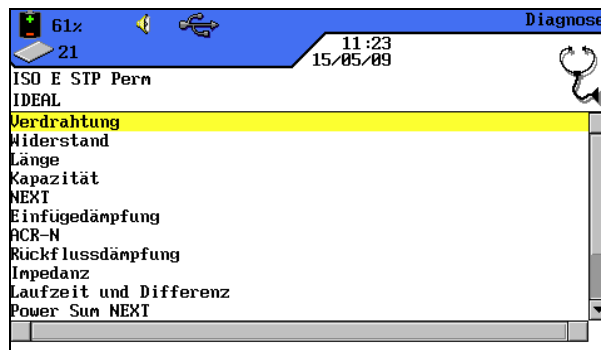 61% Diagnose
21 11:23
15/05/09
ISO E STP Perm
IDEAL
Verdrahtung
Widerstand
Länge
Kapazität
NEXT
Einfügedämpfung
ACR-N
Rückflussdämpfung
Impedanz
Laufzeit und Differenz
Power Sum NEXT